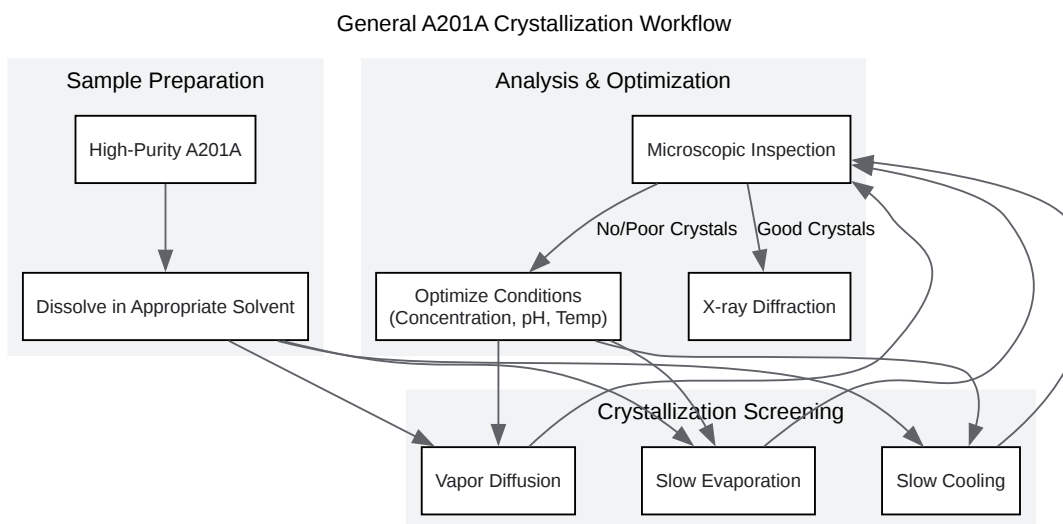 General A201A Crystallization Workflow
Sample Preparation
Analysis & Optimization
High-Purity A201A
Microscopic Inspection
No/Poor Crystals
Good Crystals
Dissolve in Appropriate Solvent
Optimize Conditions
(Concentration, pH, Temp)
X-ray Diffraction
Crystallization Screening
Vapor Diffusion
Slow Evaporation
Slow Cooling